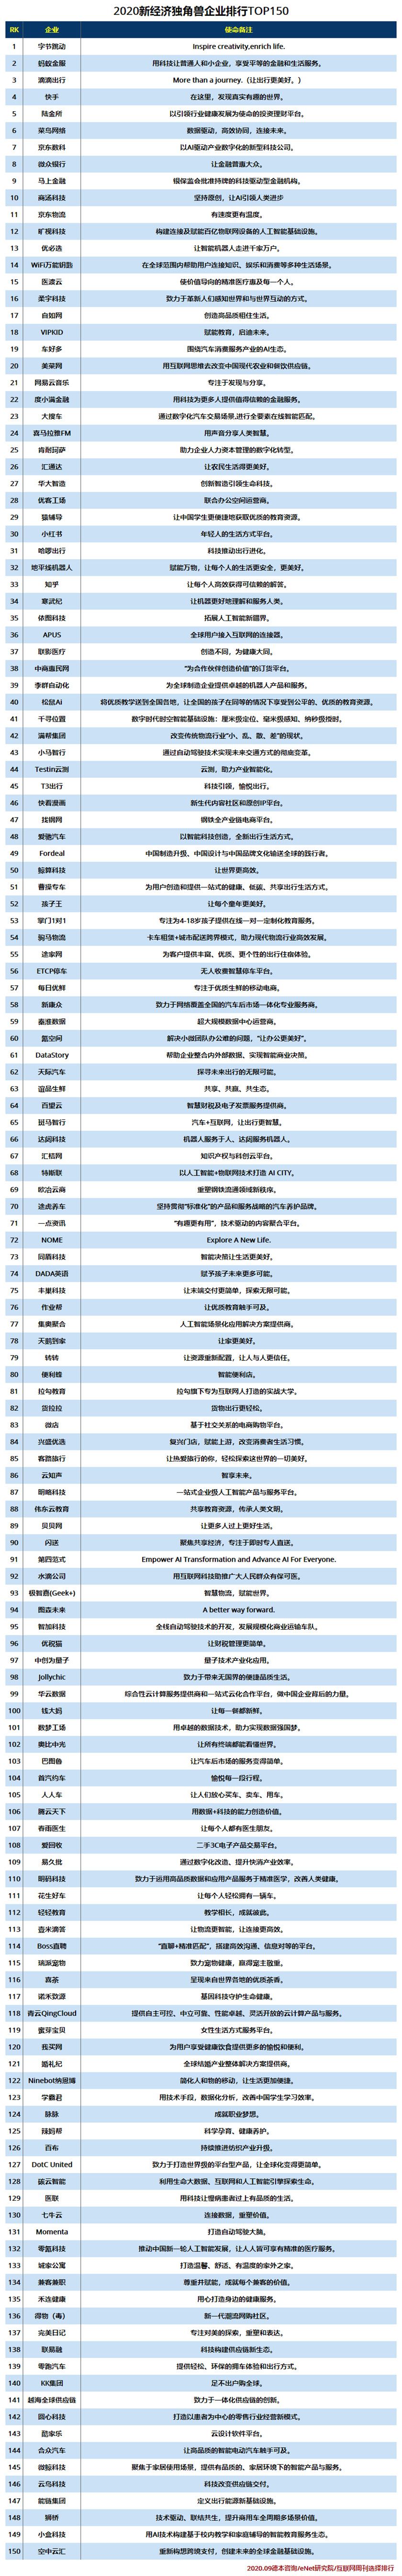 2020新经济独角兽企业排行TOP150
RK 企业 使命备注
1 字节跳动 Inspire creativity,enrich life.
2 蚂蚁金服 用科技让普通人和小企业，享受平等的金融和生活服务。
3 滴滴出行 More than a journey.（让出行更美好。）
4 快手 在这里，发现真实有趣的世界。
5 陆金所 以引领行业健康发展为使命的投资理财平台。
6 菜鸟网络 数据驱动，高效协同，连接未来。
7 京东数科 以AI驱动产业数字化的新型科技公司。
8 微众银行 让金融普惠大众。
9 马上金融 银保监会批准持牌的科技驱动型金融机构。
10 商汤科技 坚持原创，让AI引领人类进步
11 京东物流 有速度更有温度。
12 旷视科技 构建连接及赋能百亿物联网设备的人工智能基础设施。
13 优必选 让智能机器人走进千家万户。
14 WiFi万能钥匙 在全球范围内帮助用户连接知识、娱乐和消费等多种生活场景。
15 医渡云 使价值导向的精准医疗惠及每一个人。
16 柔宇科技 致力于革新人们感知世界和与世界互动的方式。
17 自如网 创造高品质租住生活。
18 VIPKID 赋能教育，启迪未来。
19 车好多 围绕汽车消费服务产业的AI生态。
20 美菜网 用互联网思维去改变中国现代农业和餐饮供应链。
21 网易云音乐 专注于发现与分享。
22 度小满金融 用科技为更多人提供值得信赖的金融服务。
23 大搜车 通过数字化汽车交易场景,进行全要素在线智能匹配。
24 喜马拉雅FM 用声音分享人类智慧。
25 肯耐珂萨 助力企业人力资本管理的数字化转型。
26 汇通达 让农民生活得更美好。
27 华大智造 创新智造引领生命科技。
28 优客工场 联合办公空间运营商。
29 猿辅导 让中国学生更便捷地获取优质的教育资源。
30 小红书 年轻人的生活方式平台。
31 哈啰出行 科技推动出行进化。
32 地平线机器人 赋能万物，让每个人的生活更安全，更美好。
33 知乎 让每个人高效获得可信赖的解答。
34 寒武纪 让机器更好地理解和服务人类。
35 依图科技 拓展人工智能新疆界。
36 APUS 全球用户接入互联网的连接器。
37 联影医疗 创造不同，为健康大同。
38 中商惠民网 “为合作伙伴创造价值”的订货平台。
39 李群自动化 为全球制造企业提供卓越的机器人产品和服务。
40 松鼠AI 将优质教学送到全国各地，让全国的孩子在同等的情况下享受到公平的、优质的教育资源。
41 千寻位置 数字时代时空智能基础设施：厘米级定位、毫米级感知、纳秒级授时。
42 满帮集团 改变传统物流行业“小、乱、散、差”的现状。
43 小马智行 通过自动驾驶技术实现未来交通方式的彻底变革。
44 Testin云测 云测，助力产业智能化。
45 T3出行 科技引领，愉悦出行。
46 快看漫画 新生代内容社区和原创IP平台。
47 找钢网 钢铁全产业链电商平台。
48 爱驰汽车 以智能科技创造，全新出行生活方式。
49 Fordeal 中国制造升级、中国设计与中国品牌文化输送全球的践行者。
50 鲸算科技 让世界更高效。
51 曹操专车 为用户创造和提供一站式的健康、低碳、共享出行生活方式。
52 孩子王 让每个童年更美好。
53 掌门1对1 专注为4-18岁孩子提供在线一对一定制化教育服务。
54 驹马物流 卡车租赁+城市配送跨界模式，助力现代物流行业高效发展。
55 途家网 为客户提供丰富、优质、更个性的出行住宿体验。
56 ETCP停车 无人收费智慧停车平台。
57 每日优鲜 专注于优质生鲜的移动电商。
58 新康众 致力于网络覆盖全国的汽车后市场一体化专业服务商。
59 秦淮数据 超大规模数据中心运营商。
60 氪空间 解决小微团队办公难的问题，“让办公更美好”。
61 DataStory 帮助企业整合内外部数据、实现智能商业决策。
62 天际汽车 探寻未来出行的无限可能。
63 谊品生鲜 共享、共赢、共生态。
64 百望云 智慧财税及电子发票服务提供商。
65 斑马智行 汽车+互联网，让出行更智慧。
66 达闼科技 机器人服务于人、达闼服务机器人。
67 汇桔网 知识产权与科创云平台。
68 特斯联 以人工智能+物联网技术打造 AI CITY。
69 欧冶云商 重塑钢铁流通领域新秩序。
70 途虎养车 坚持贯彻“标准化”的产品和服务战略的汽车养护品牌。
71 一点资讯 “有趣更有用”，技术驱动的内容聚合平台。
72 NOME Explore A New Life.
73 同盾科技 智能决策让生活更美好。
74 DADA英语 赋予孩子未来更多可能。
75 丰巢科技 让末端交付更简单，探索无限可能。
76 作业帮 让优质教育触手可及。
77 集奥聚合 人工智能场景化应用解决方案提供商。
78 天鹅到家 让家更美好。
79 转转 让资源重新配置，让人与人更信任。
80 便利蜂 智能便利店。
81 拉勾教育 拉勾旗下专为互联网人打造的实战大学。
82 货拉拉 货物出行更轻松。
83 微店 基于社交关系的电商购物平台。
84 兴盛优选 复兴门店，赋能上游，改变消费者生活习惯。
85 客路旅行 让热爱旅行的你，轻松探索这世界的一切美好。
86 云知声 智享未来。
87 明略科技 一站式企业级人工智能产品与服务平台。
88 伟东云教育 共享教育资源，传承人类文明。
89 贝贝网 让更多人过上更好生活。
90 闪送 聚焦共享经济，专注于即时专人直送。
91 第四范式 Empower AI Transformation and Advance AI For Everyone.
92 水滴公司 用互联网科技助推广大人民群众有保可医。
93 极智嘉(Geek+) 智慧物流，赋能世界。
94 图森未来 A better way forward.
95 智加科技 全栈自动驾驶技术的开发，发展规模化商业运输车队。
96 优税猫 让财税管理更简单。
97 中创为量子 量子技术产业化应用。
98 Jollychic 致力于带来无国界的便捷品质生活。
99 华云数据 综合性云计算服务提供商和一站式云化合作平台，做中国企业背后的力量。
100 钱大妈 让每一餐都新鲜。
101 数梦工场 用卓越的数据技术，助力实现数据强国梦。
102 奥比中光 让所有终端都能看懂世界。
103 巴图鲁 让汽车后市场的服务变得简单。
104 首汽约车 愉悦每一段行程。
105 人人车 让人们放心买车、卖车、用车。
106 腾云天下 用数据+科技的能力创造价值。
107 春雨医生 让每个人都有医生朋友。
108 爱回收 二手3C电子产品交易平台。
109 易久批 通过数字化改造、提升快消产业效率。
110 明码科技 致力于运用高品质数据和应用产品服务于精准医学，改善人类健康。
111 花生好车 让每个人轻松拥有一辆车。
112 轻轻教育 教学相长，成就彼此。
113 壹米滴答 让物流更智能，让连接更高效。
114 Boss直聘 “直聊+精准匹配”，搭建高效沟通、信息对等的平台。
115 瑞派宠物 致力宠物健康，赢得宠主敬重。
116 喜茶 呈现来自世界各地的优质茶香。
117 诺禾致源 基因科技守护生命健康。
118 青云QingCloud 提供自主可控、中立可靠、性能卓越、灵活开放的云计算产品与服务。
119 蜜芽宝贝 女性生活方式服务平台。
120 我买网 为用户享受健康饮食提供更多的愉悦和便利。
121 婚礼纪 全球结婚产业整体解决方案提供商。
122 Ninebot纳恩博 简化人和物的移动，让生活更加便捷。
123 学霸君 用技术手段，数据化分析，改善中国学生学习效率。
124 脉脉 成就职业梦想。
125 辣妈帮 科学孕育、健康养护。
126 百布 持续推进纺织产业升级。
127 DotC United 致力于打造世界级的平台型产品，让全球化变得更简单。
128 碳云智能 利用生命大数据、互联网和人工智能引擎探索生命。
129 医联 用科技让慢病患者过上有品质的生活。
130 七牛云 连接数据，重塑价值。
131 Momenta 打造自动驾驶大脑。
132 零氪科技 推动中国新一轮人工智能发展，让人人皆可享有精准的医疗服务。
133 城家公寓 打造温馨、舒适、有温度的家外之家。
134 兼客兼职 尊重并赋能，成就每个兼客的价值。
135 禾连健康 用心打造身边的健康服务。
136 得物（毒） 新一代潮流网购社区。
137 完美日记 专注对美的探索，重塑和表达。
138 联易融 科技构建供应链新生态。
139 零跑汽车 提供轻松、环保的拥车体验和出行方式。
140 KK集团 足不出户购全球。
141 越海全球供应链 致力于一体化供应链的创新。
142 圆心科技 打造以患者为中心的零售行业经营新模式。
143 酷家乐 云设计软件平台。
144 合众汽车 让高品质的智能电动汽车触手可及。
145 微鲸科技 聚焦于家居使用场景，提供有品质的、家居环境下的智能产品与服务。
146 云鸟科技 科技改变供应链交付。
147 能链集团 定义出行能源新基础设施。
148 狮桥 技术驱动、联结共生，提升商用车全周期多场景价值。
149 小盒科技 用AI技术构建基于校内教学和家庭辅导的智能教育服务生态。
150 空中云汇 重新构想跨境支付，创建未来的全球金融基础设施。
2020.09德本咨询/eNet研究院/互联网周刊选择排行